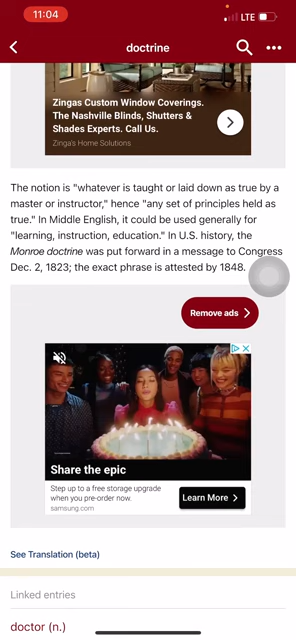 11:04
LTE
doctrine
Zingas Custom Window Coverings.
The Nashville Blinds, Shutters &
Shades Experts. Call Us.
Zinga's Home Solutions
The notion is "whatever is taught or laid down as true by a
master or instructor," hence "any set of principles held as
true." In Middle English, it could be used generally for
"learning, instruction, education." In U.S. history, the
Monroe doctrine was put forward in a message to Congress
Dec. 2, 1823; the exact phrase is attested by 1848.
Remove ads
Share the epic
Step up to a free storage upgrade
when you pre-order now.
samsung.com
Learn More
See Translation (beta)
Linked entries
doctor (n.)